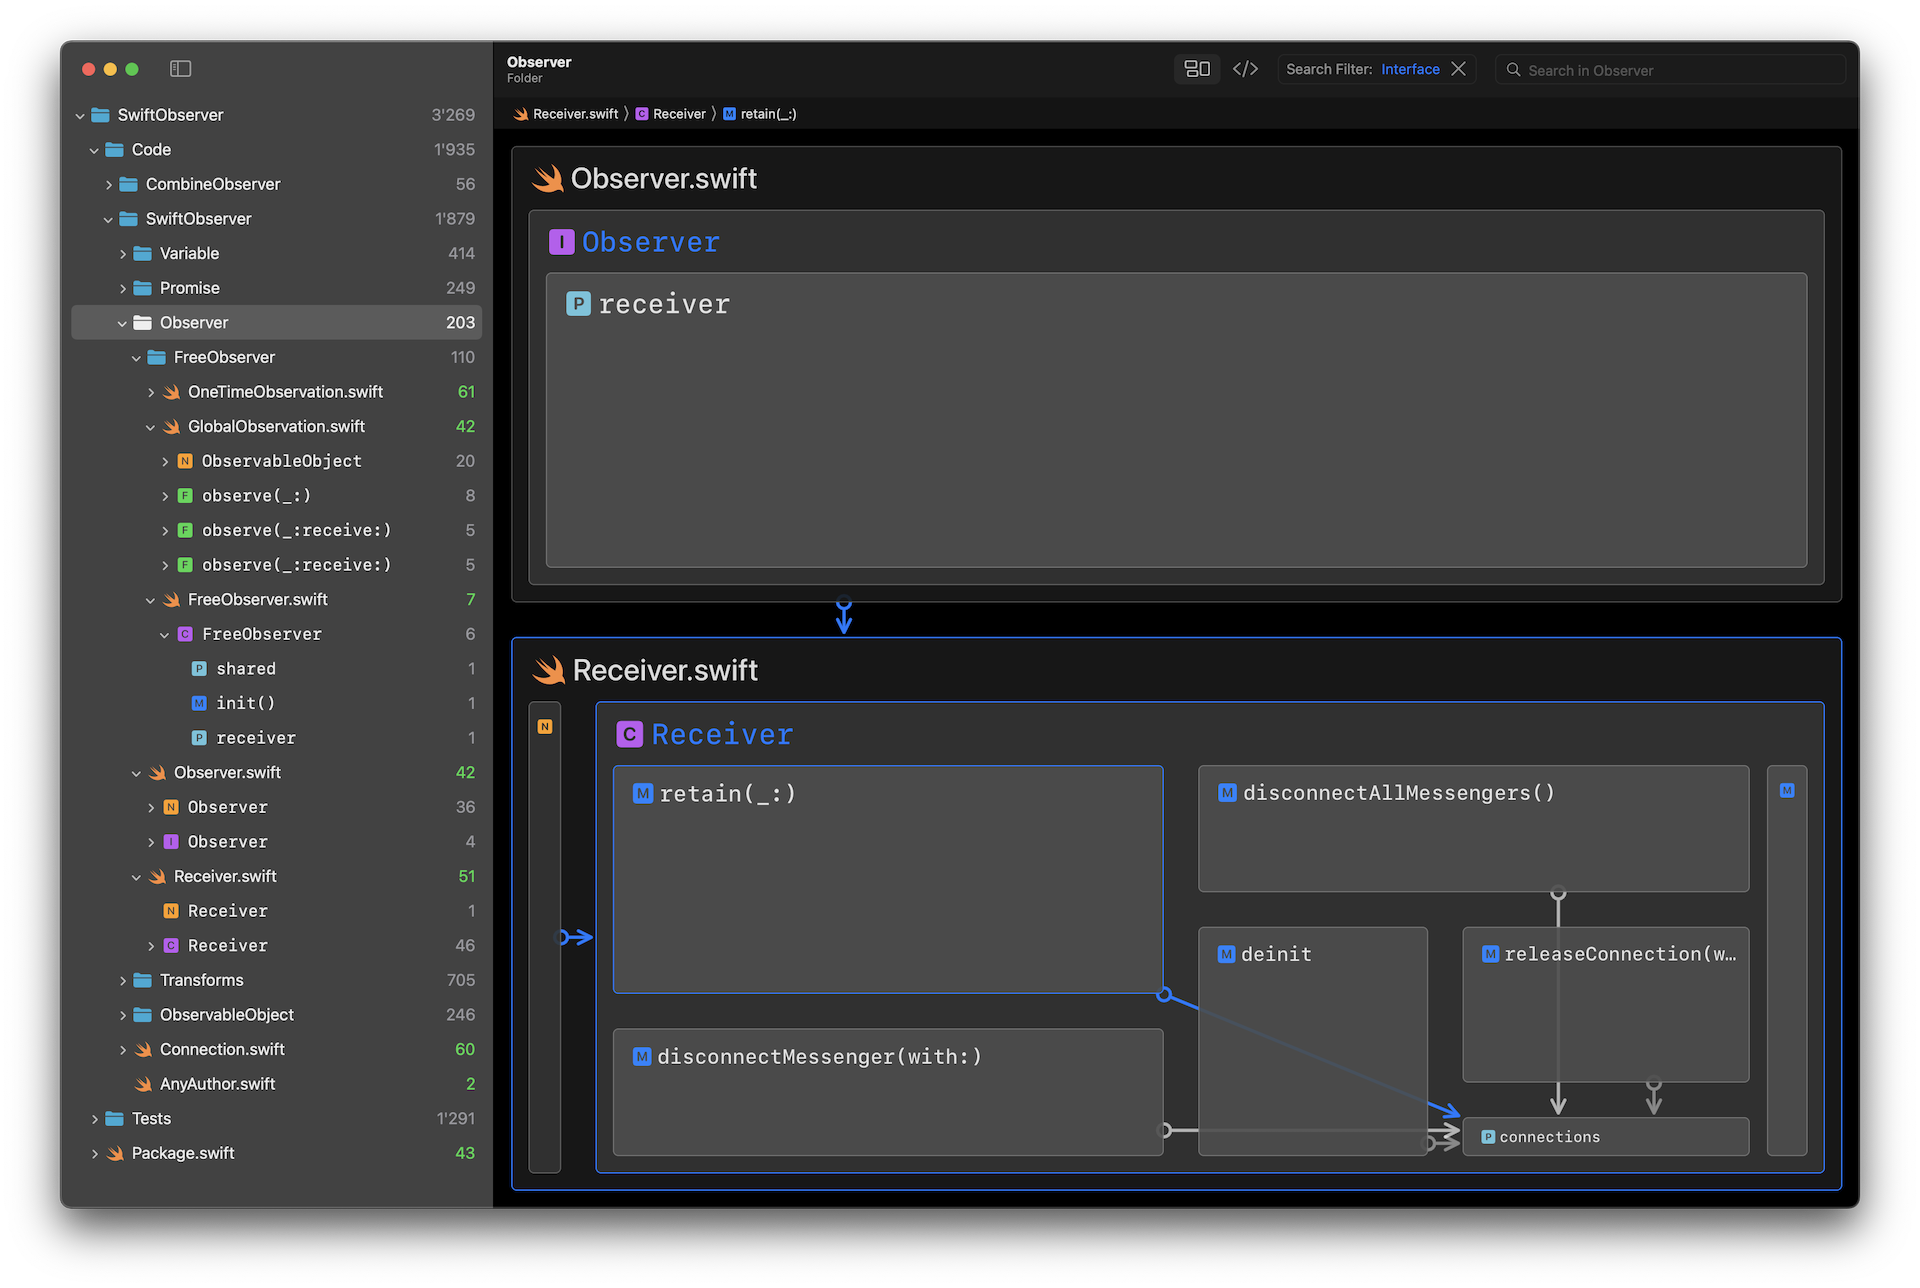 SwiftObserver 3'269
Code 1'935
CombineObserver 56
SwiftObserver 1'879
Variable 414
Promise 249
Observer 203
FreeObserver 110
OneTimeObservation.swift 61
GlobalObservation.swift 42
N ObservableObject 20
F observe(_:) 8
F observe(_:receive:) 5
F observe(_:receive:) 5
FreeObserver.swift 7
C FreeObserver 6
P shared 1
M init() 1
P receiver 1
Observer.swift 42
N Observer 36
I Observer 4
Receiver.swift 51
N Receiver 1
C Receiver 46
Transforms 705
ObservableObject 246
Connection.swift 60
AnyAuthor.swift 2
Tests 1'291
Package.swift 43
Observer
Folder
Search Filter: Interface
Search in Observer
Receiver.swift C Receiver M retain(_:)
Observer.swift
I Observer
P receiver
Receiver.swift
N
C Receiver
M retain(_:)
M disconnectAllMessengers()
M
M deinit
M releaseConnection(w…
M disconnectMessenger(with:)
P connections